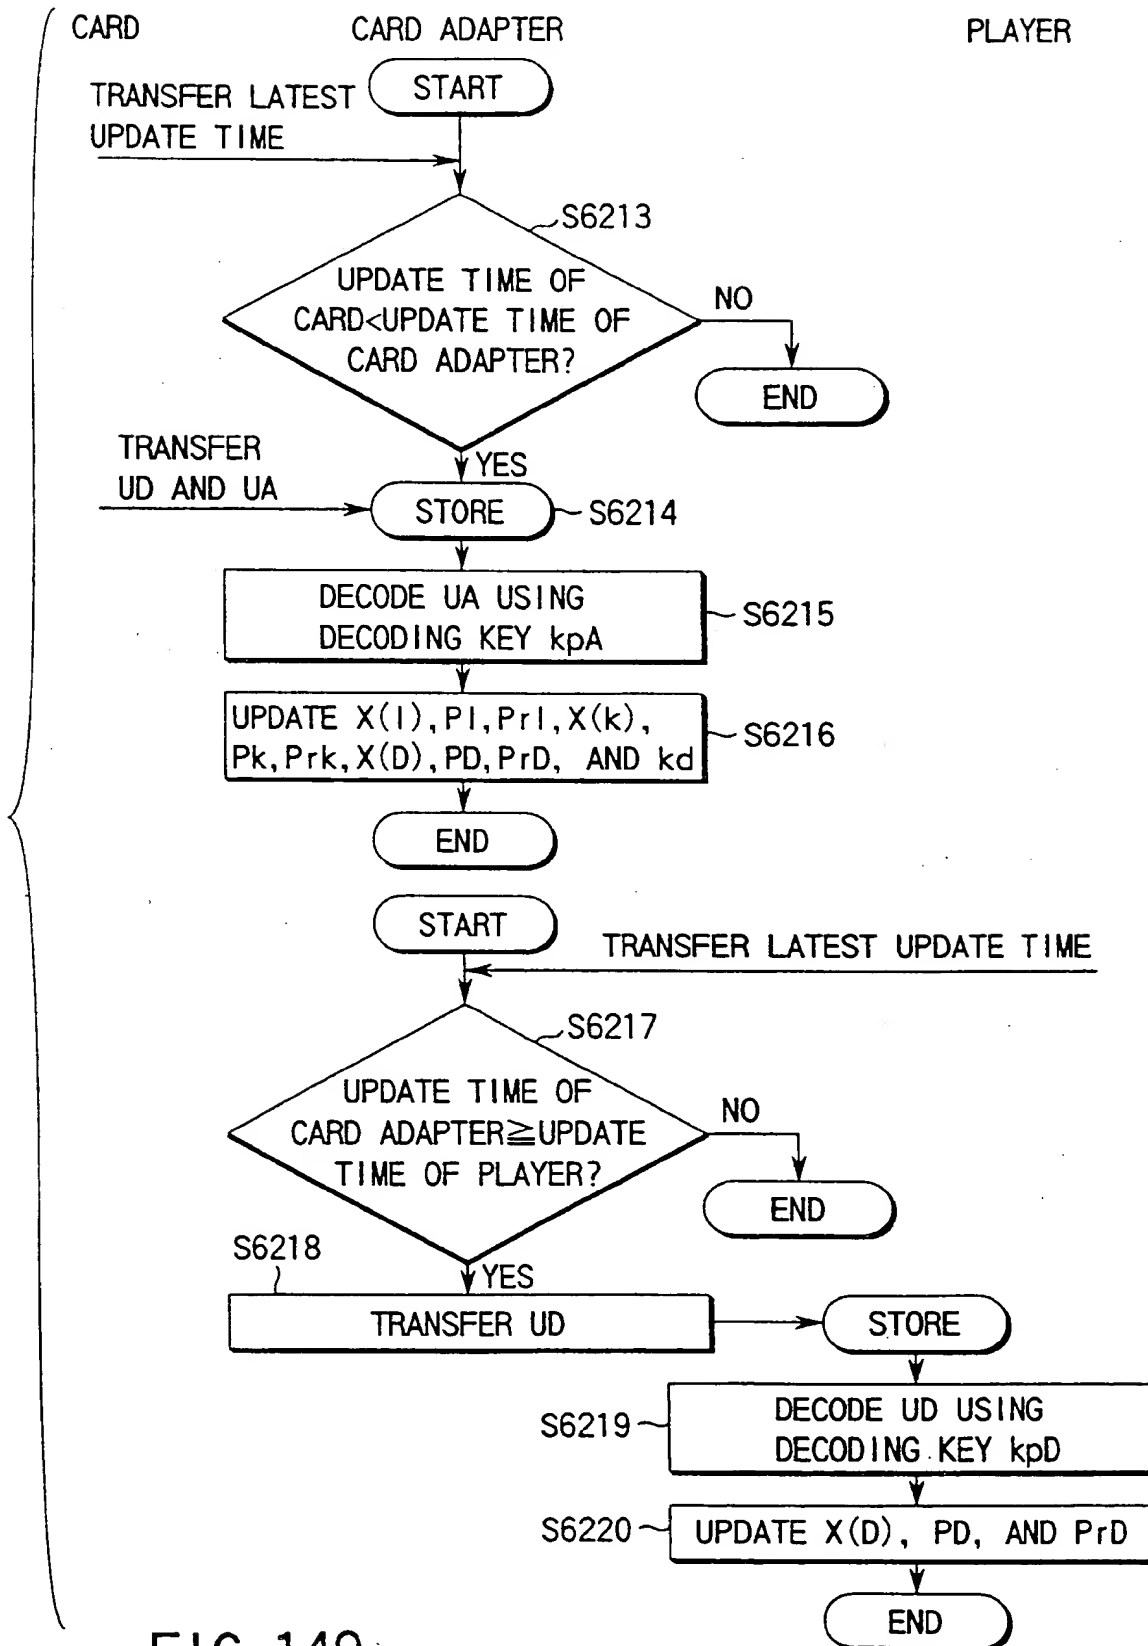 CARD
CARD ADAPTER
PLAYER
START
TRANSFER LATEST
UPDATE TIME
S6213
UPDATE TIME OF
CARD<UPDATE TIME OF
CARD ADAPTER?
NO
END
TRANSFER
UD AND UA
YES
STORE
S6214
DECODE UA USING
DECODING KEY kpA
S6215
UPDATE X(I), PI, PrI, X(k),
Pk, Prk, X(D), PD, PrD, AND kd
S6216
END
START
TRANSFER LATEST UPDATE TIME
S6217
UPDATE TIME OF
CARD ADAPTER≧UPDATE
TIME OF PLAYER?
NO
END
S6218
YES
TRANSFER UD
STORE
S6219
DECODE UD USING
DECODING KEY kpD
S6220
UPDATE X(D), PD, AND PrD
END
FIG. 149